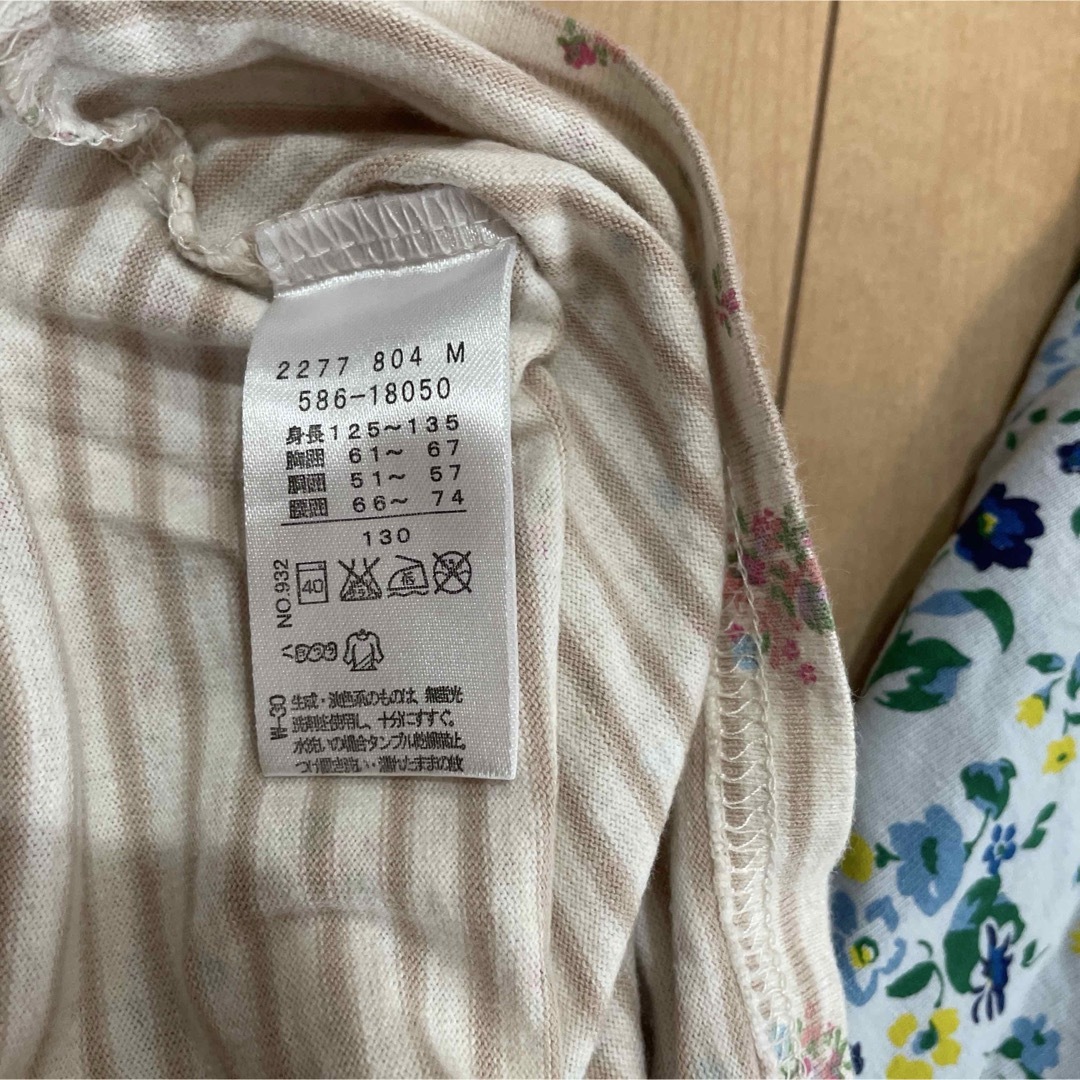 2277 804 M
586-18050
身長125~135
胸囲 61~ 67
胴囲 51~ 57
腰囲 66~ 74
130
NO.932
40
低
W-30
生成・淡色系のものは、無蛍光
洗剤を使用し、十分にすすぐ。
水洗いの場合タンブル乾燥禁止。
つけ置き洗い・濡れたままの放